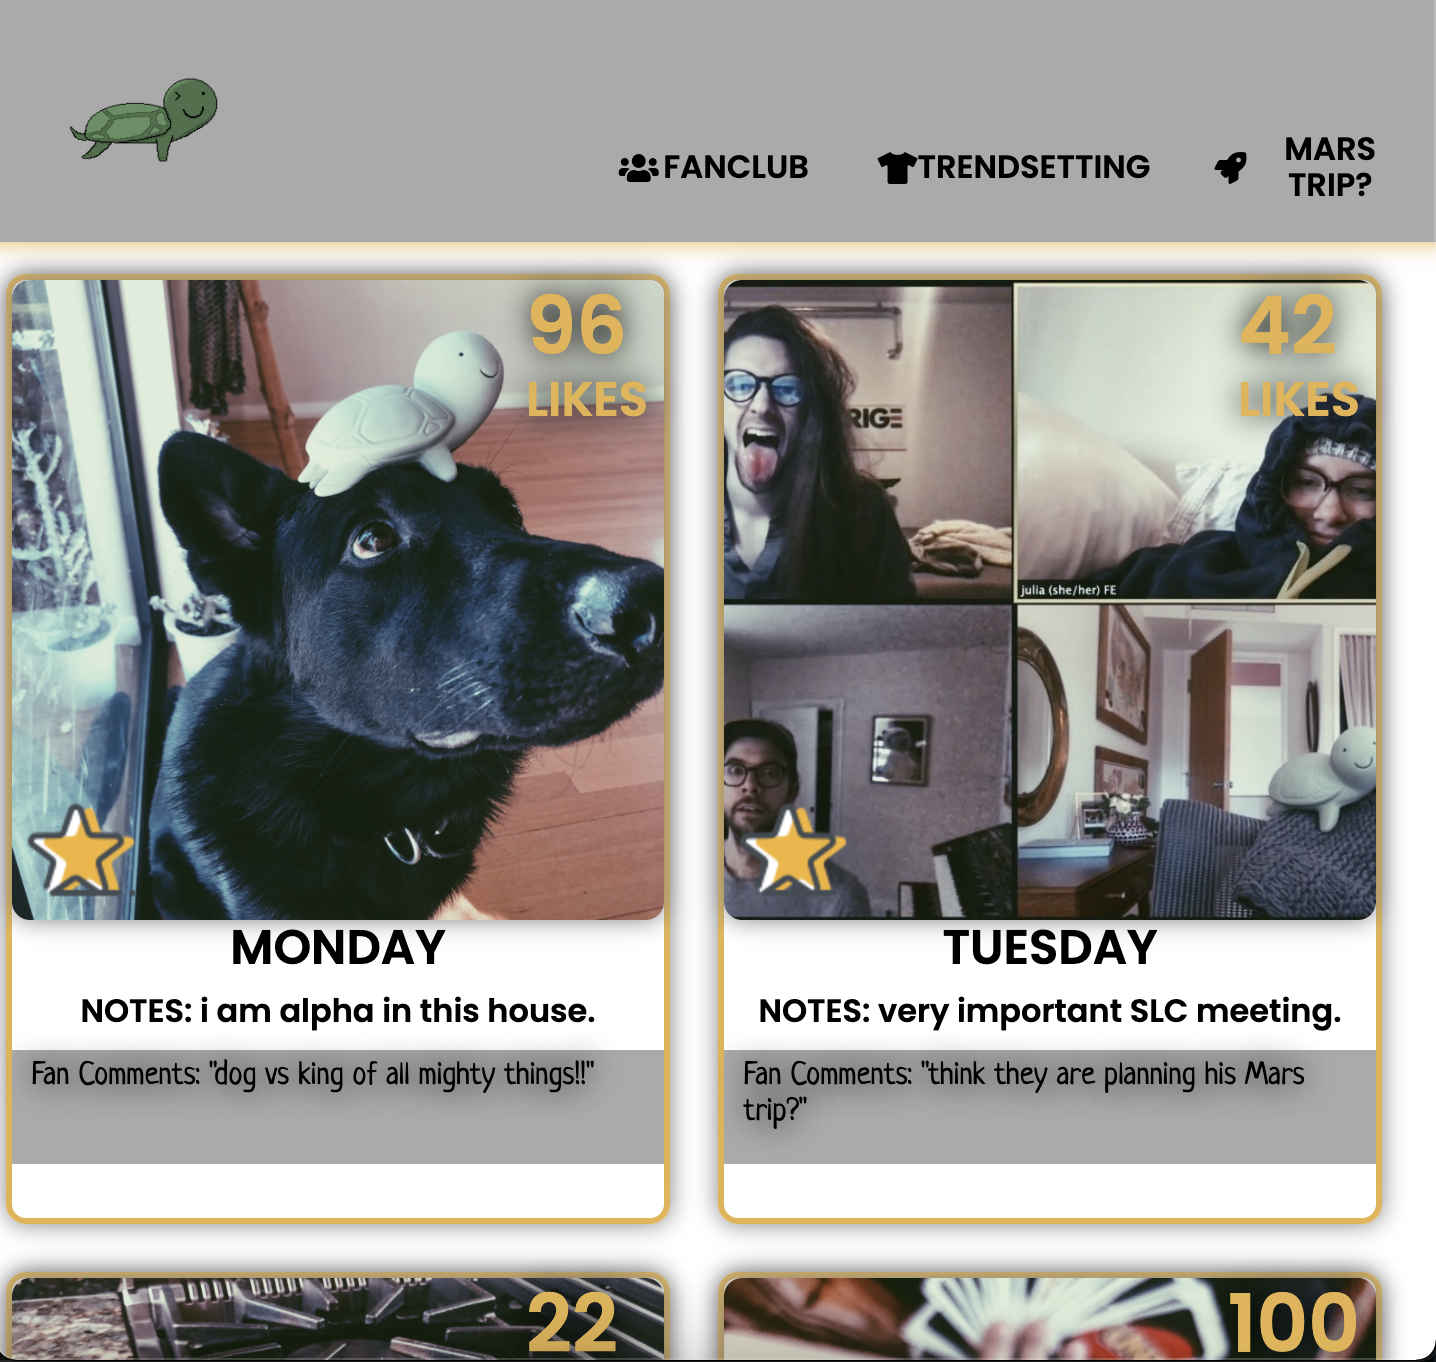 FANCLUB
TRENDSETTING
MARS
TRIP?
96
LIKES
MONDAY
NOTES: i am alpha in this house.
Fan Comments: "dog vs king of all mighty things!!"
42
LIKES
RIGE
julia (she/her) FE
TUESDAY
NOTES: very important SLC meeting.
Fan Comments: "think they are planning his Mars
trip?"
22
100